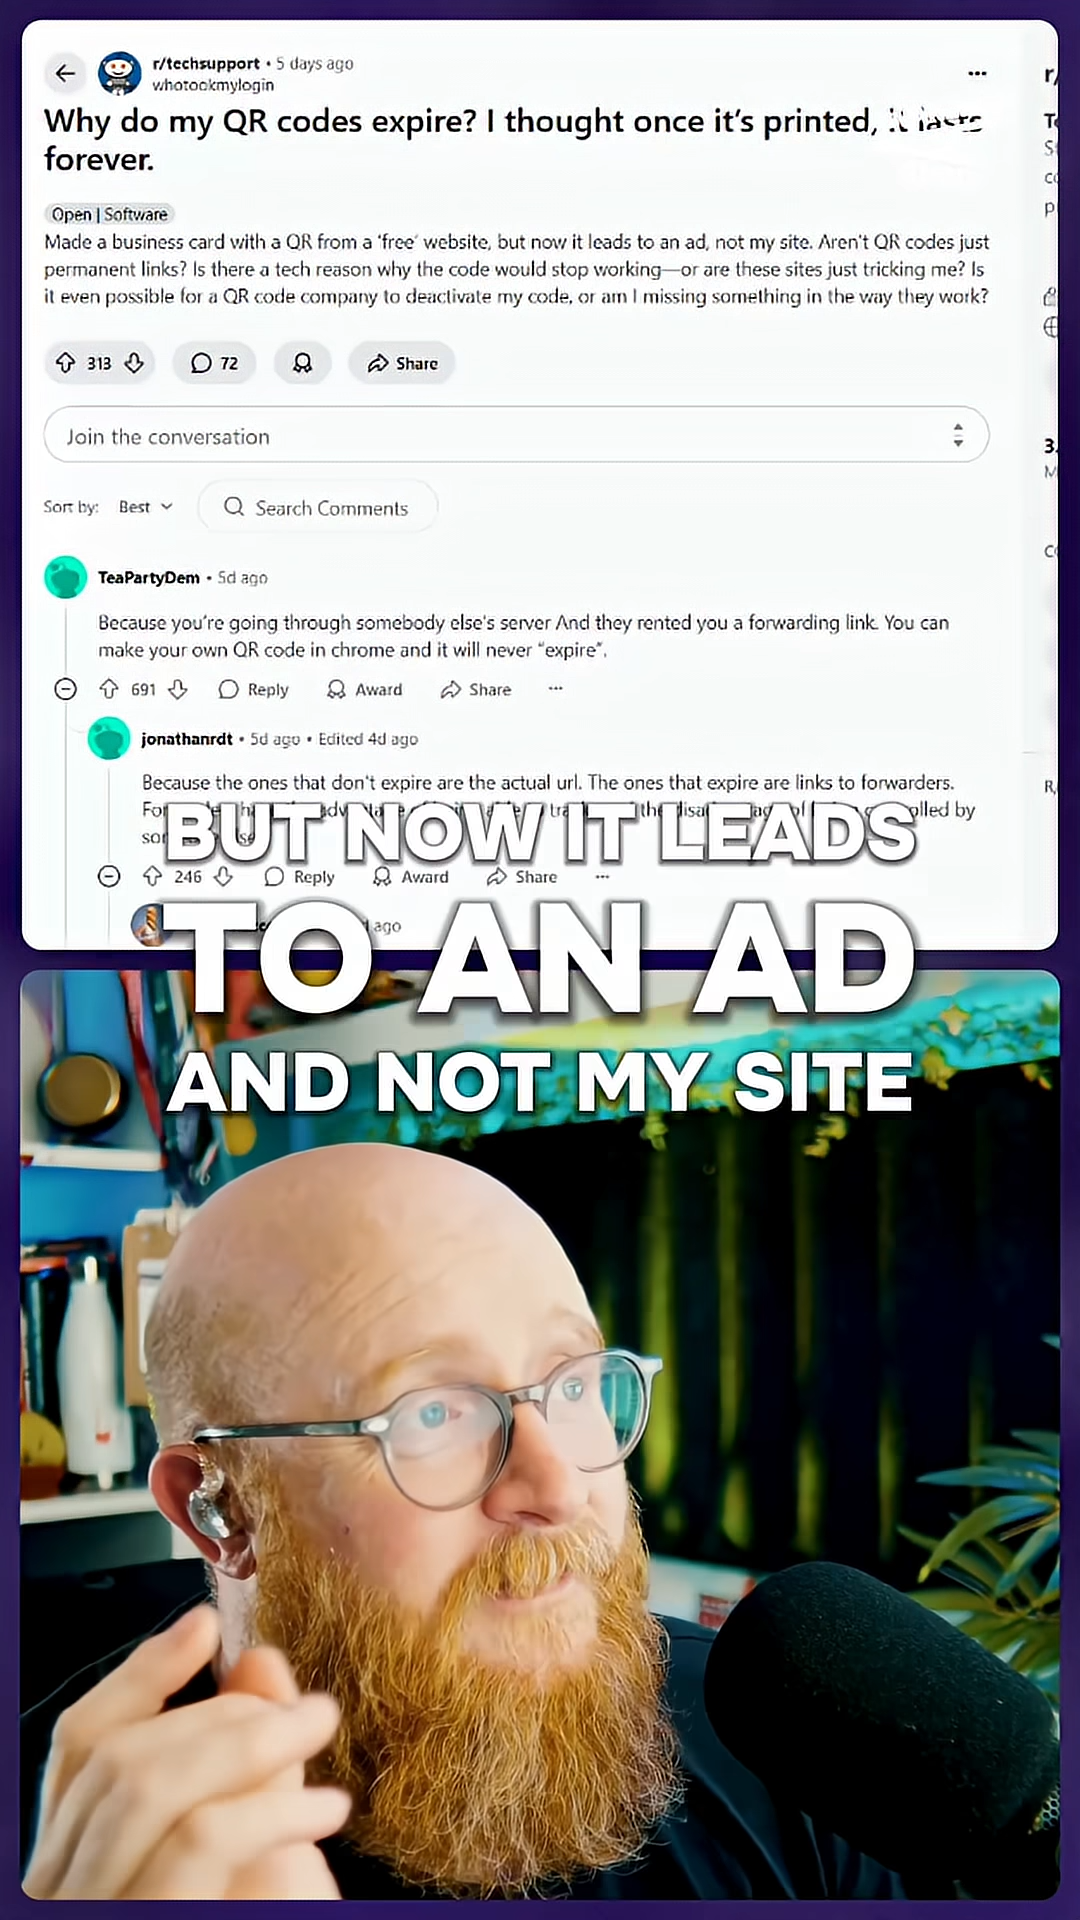 r/techsupport • 5 days ago
whotookmylogin
Why do my QR codes expire? I thought once it's printed, it lasts
forever.
Open | Software
Made a business card with a QR from a 'free' website, but now it leads to an ad, not my site. Aren't QR codes just
permanent links? Is there a tech reason why the code would stop working—or are these sites just tricking me? Is
it even possible for a QR code company to deactivate my code, or am I missing something in the way they work?
313
72
Share
Join the conversation
Sort by: Best
Search Comments
TeaPartyDem • 5d ago
Because you're going through somebody else's server And they rented you a forwarding link. You can
make your own QR code in chrome and it will never "expire".
691
Reply
Award
Share
jonathanrdt • 5d ago • Edited 4d ago
Because the ones that don't expire are the actual url. The ones that expire are links to forwarders.
by
BUT NOW IT LEADS
246
Reply
Award
Share
ago
TO AN AD
AND NOT MY SITE